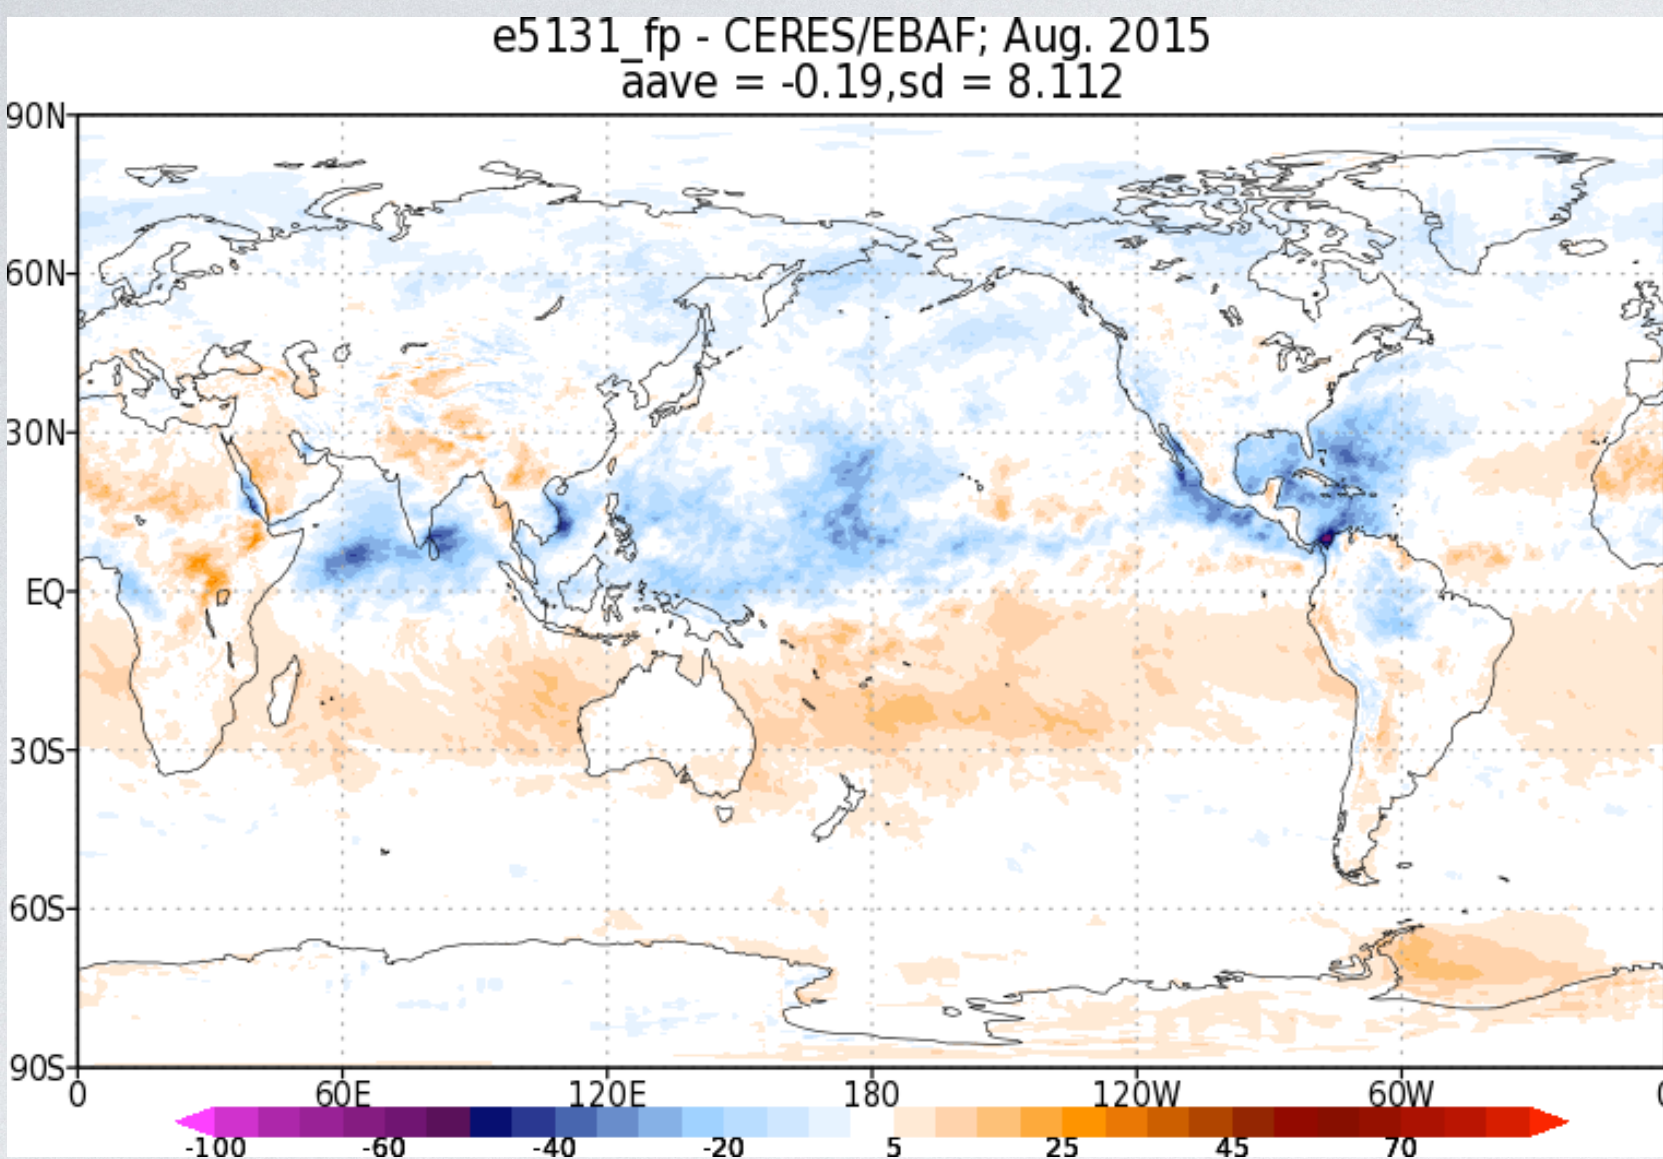 e5131_fp - CERES/EBAF; Aug. 2015
aave = -0.19,sd = 8.112
90N
60N
30N
EQ
30S
60S
90S
0 60E 120E 180 120W 60W 0
-100 -60 -40 -20 5 25 45 70